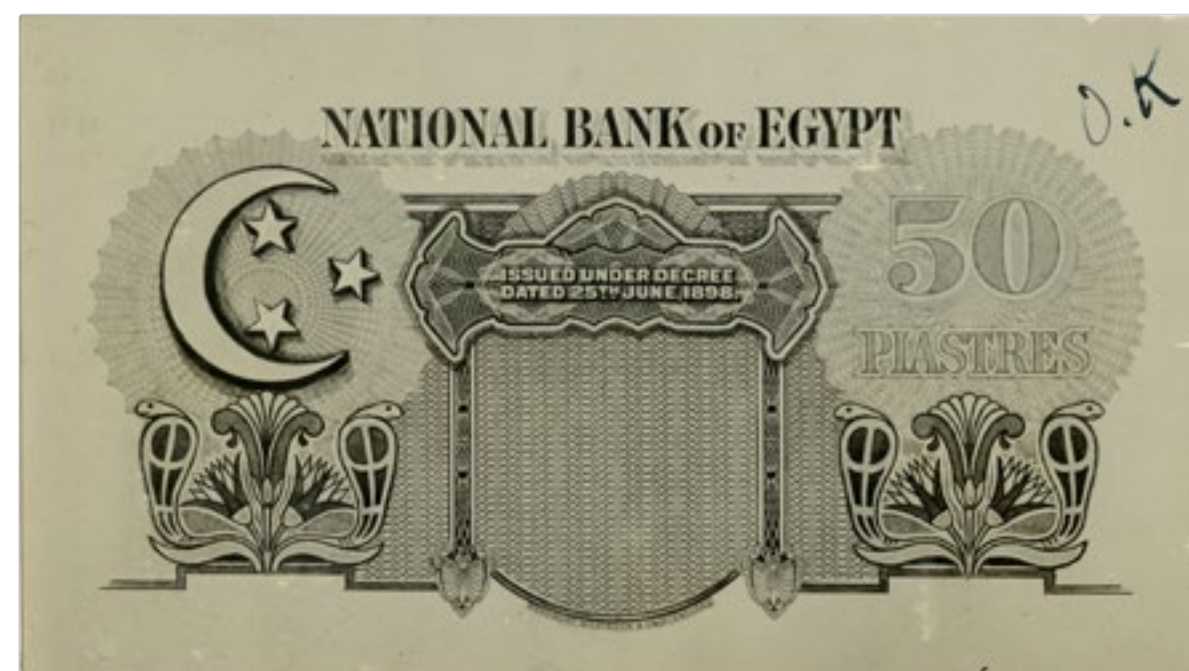 O.K
NATIONAL BANK OF EGYPT
50
PIASTRES
ISSUED UNDER DECREE
DATED 25TH JUNE 1898.